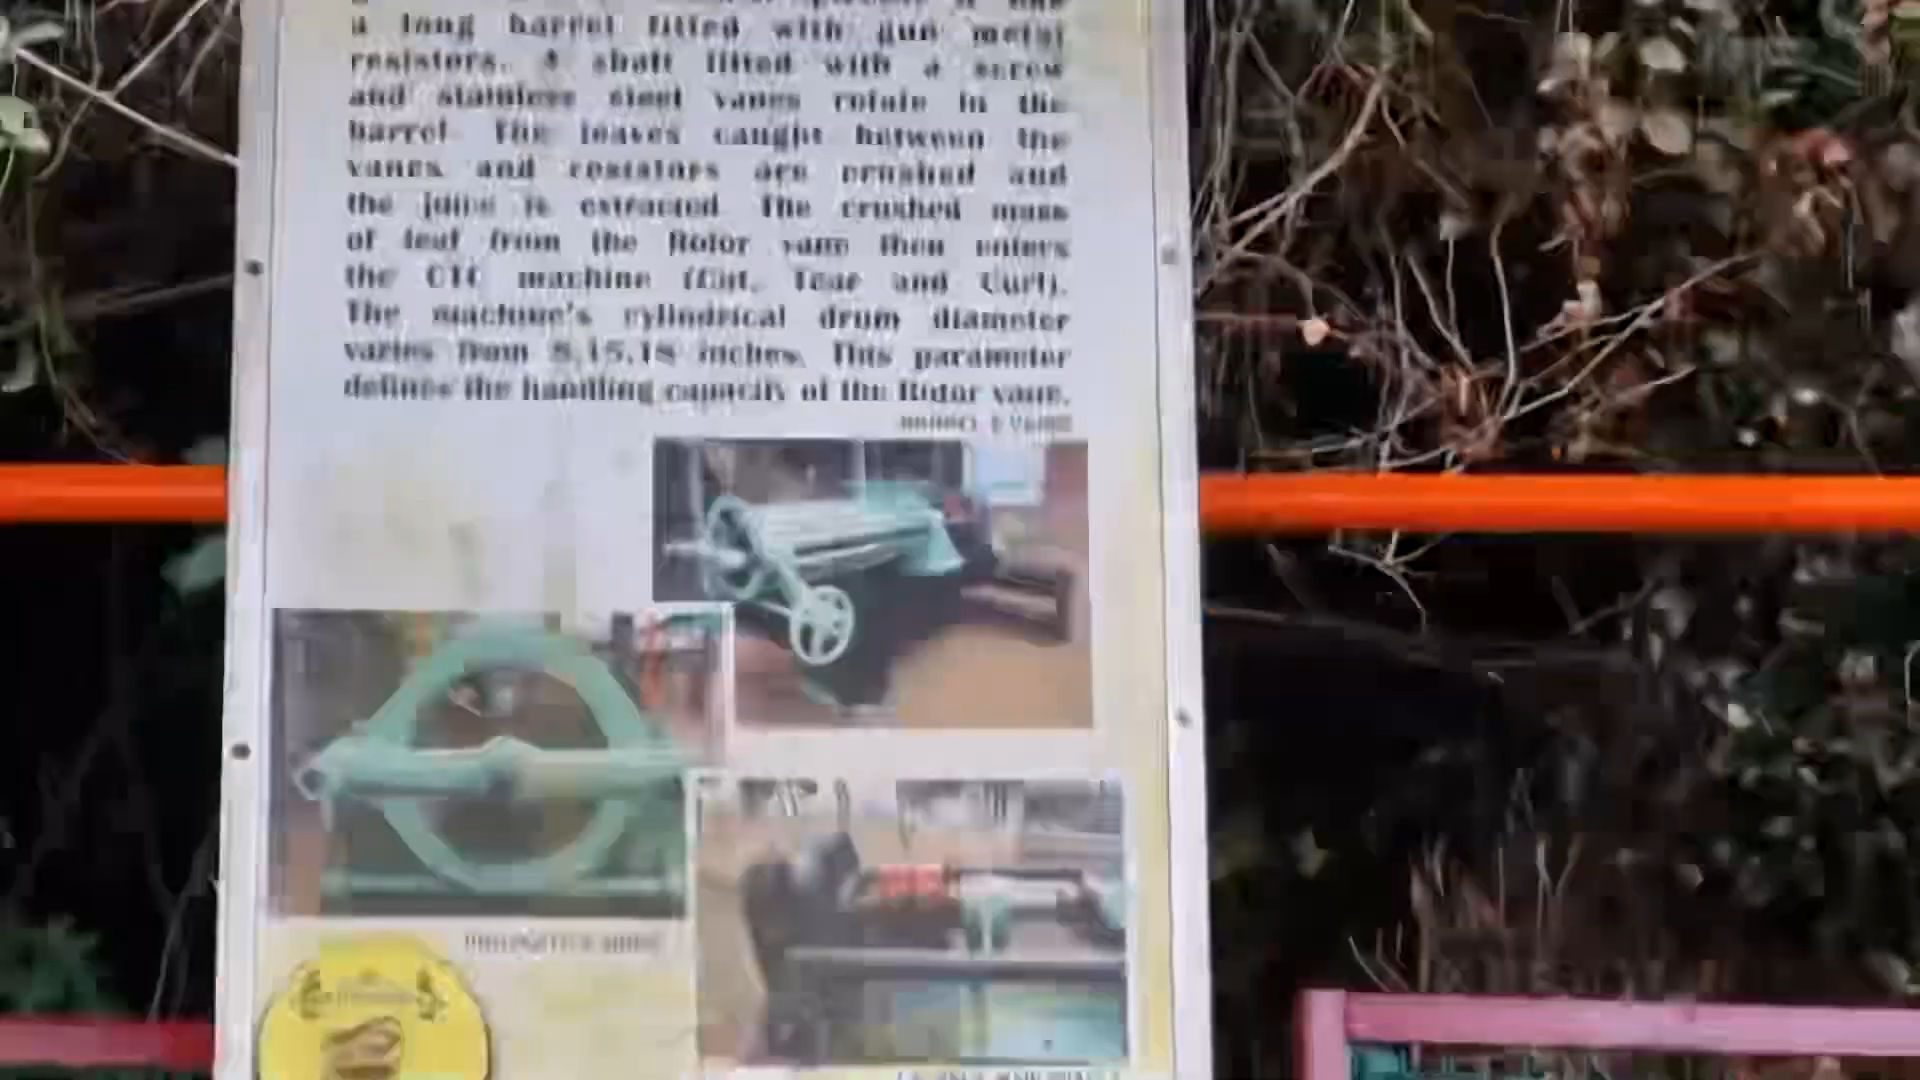 a long barrel fitted with gun metal
resistors. A shaft fitted with a screw
and stainless steel vanes rotate in the
barrel. The leaves caught between the
vanes and resistors are crushed and
the juice is extracted. The crushed mass
of leaf from the Rotor vane then enters
the CTC machine (Cut, Tear and Curl).
The machine's cylindrical drum diameter
varies from 8,15,18 inches. This parameter
defines the handling capacity of the Rotor vane.